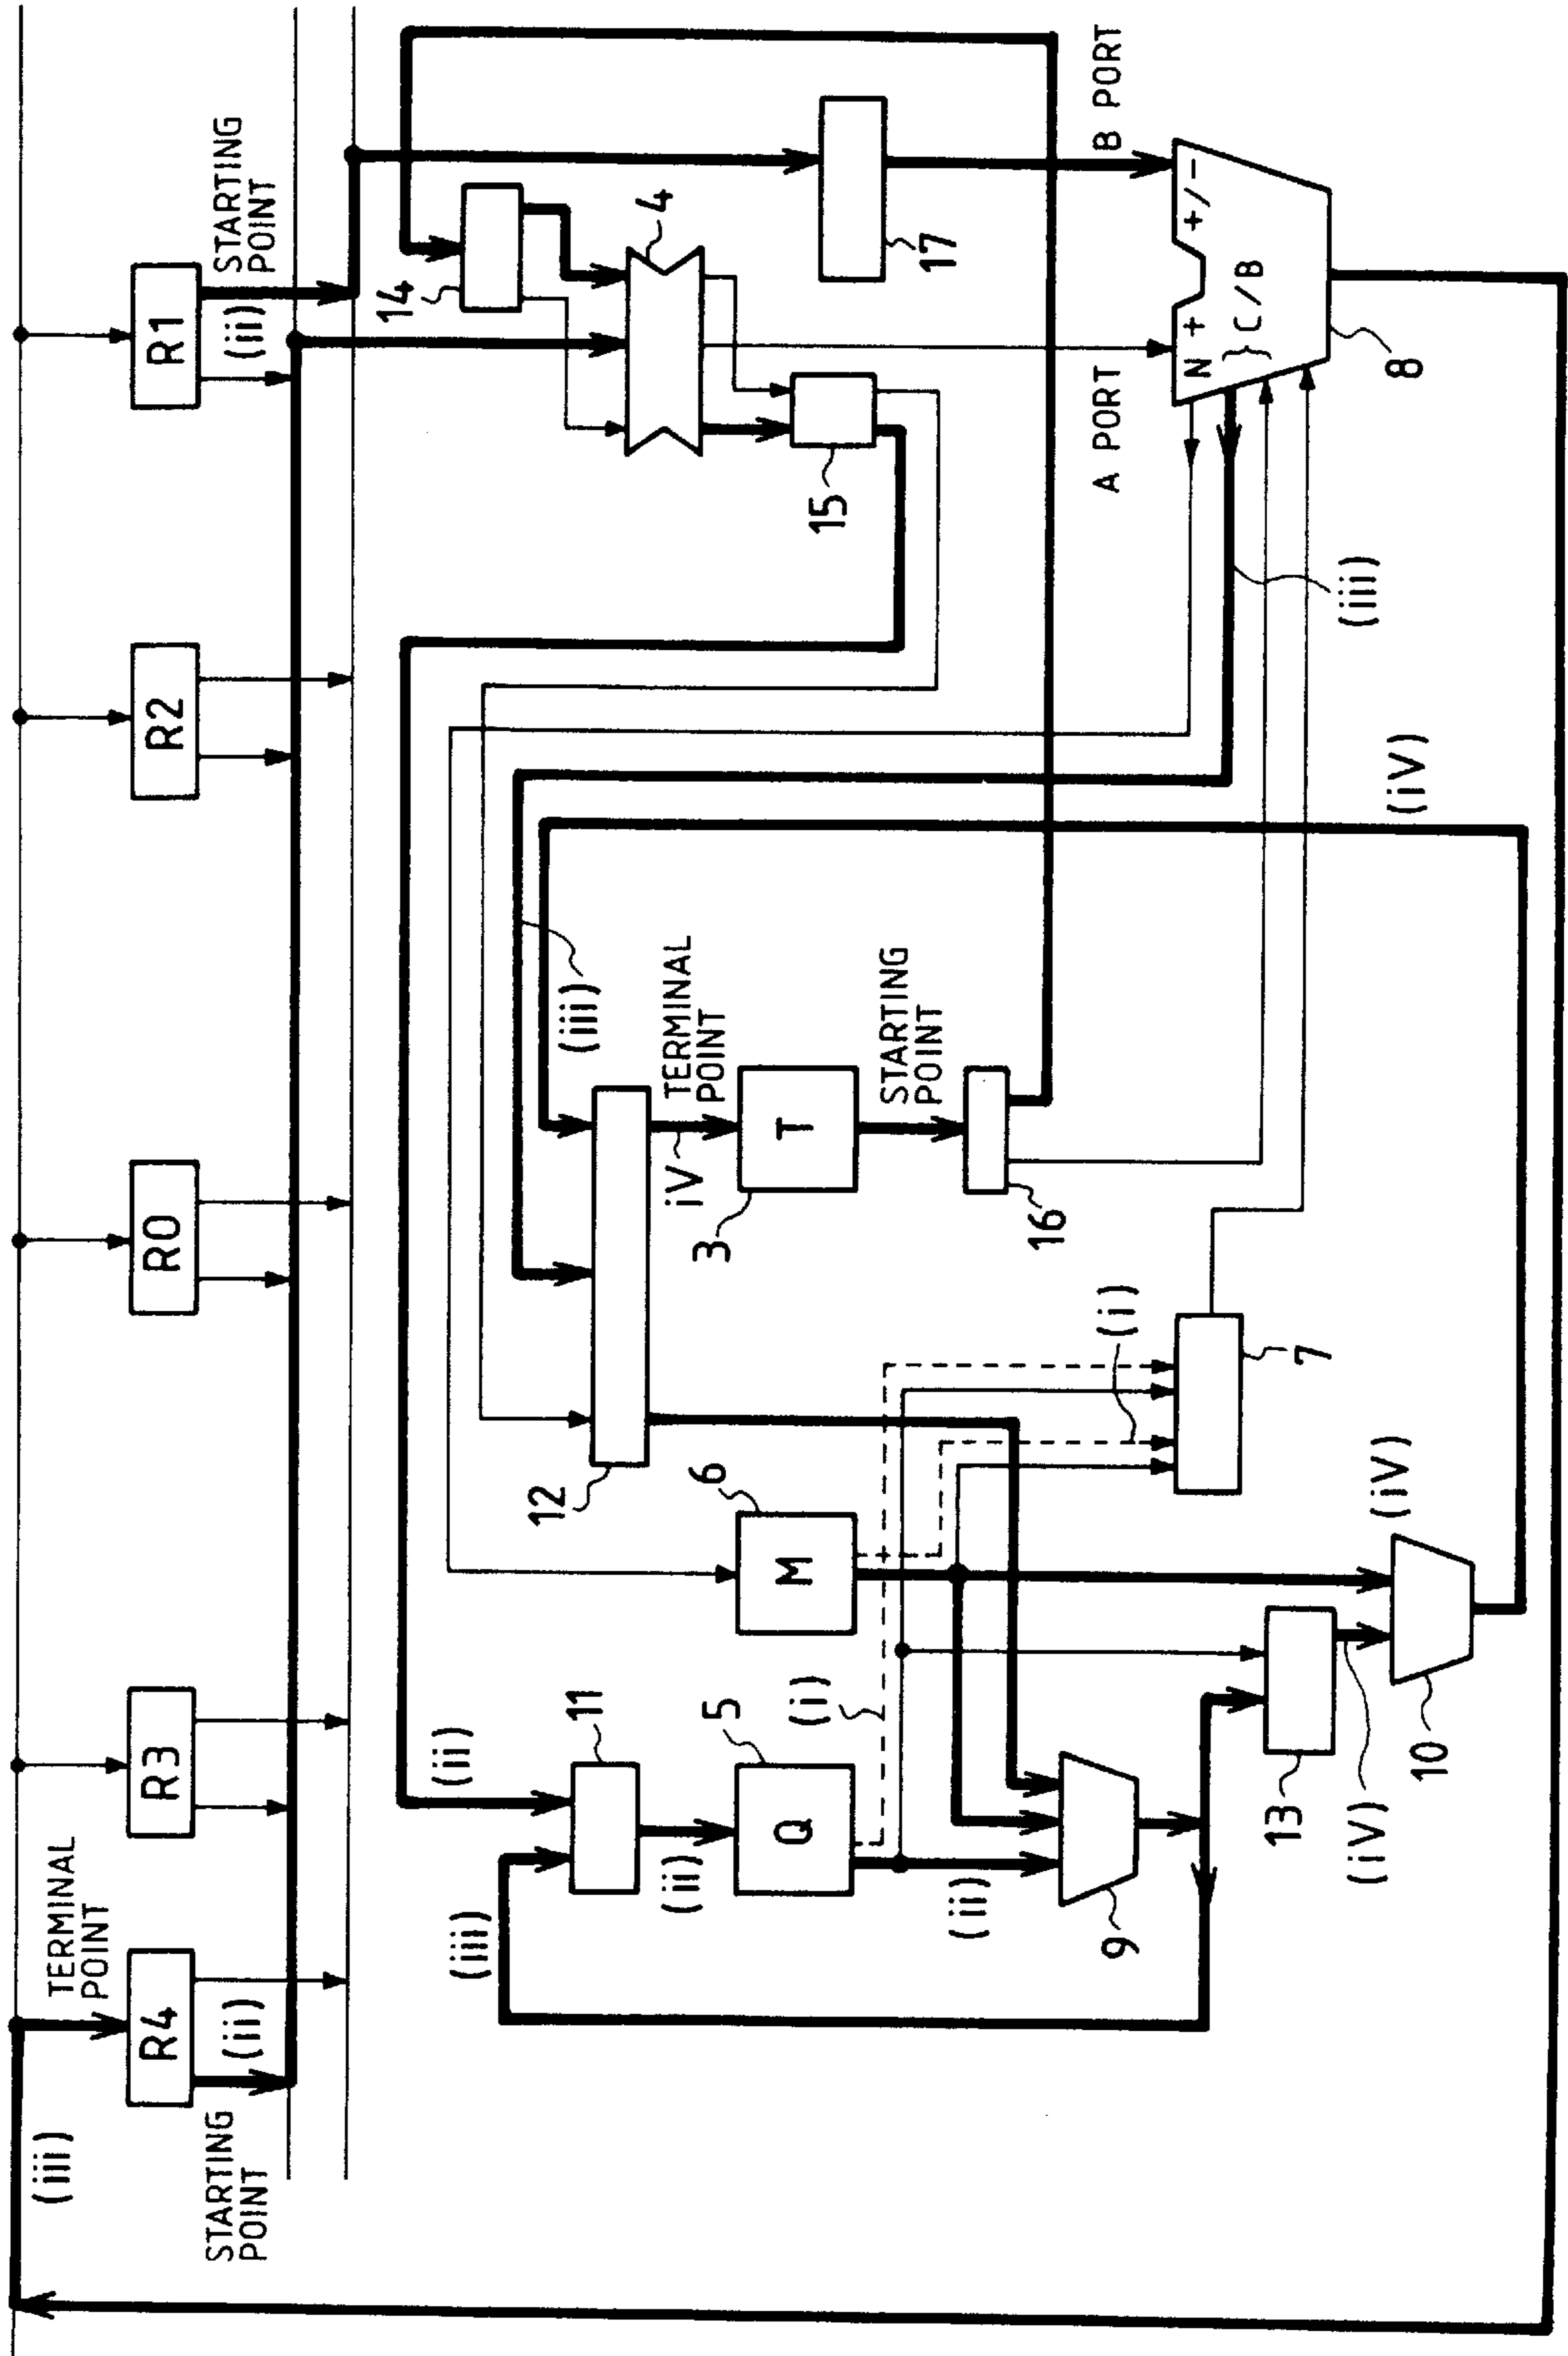 (iii)
TERMINAL
POINT
R4
(ii)
STARTING
POINT
R3
R0
R2
R1
(ii)
STARTING
POINT
(iii)
(ii)
11
(ii)
5
Q
(ii)
(i)
9
6
M
12
(iii)
iV
TERMINAL
POINT
3
T
STARTING
POINT
16
(i)
7
13
(iV)
10
(iV)
(iV)
14
4
15
17
A PORT
B PORT
N + +/-
} C/B
8
(iii)